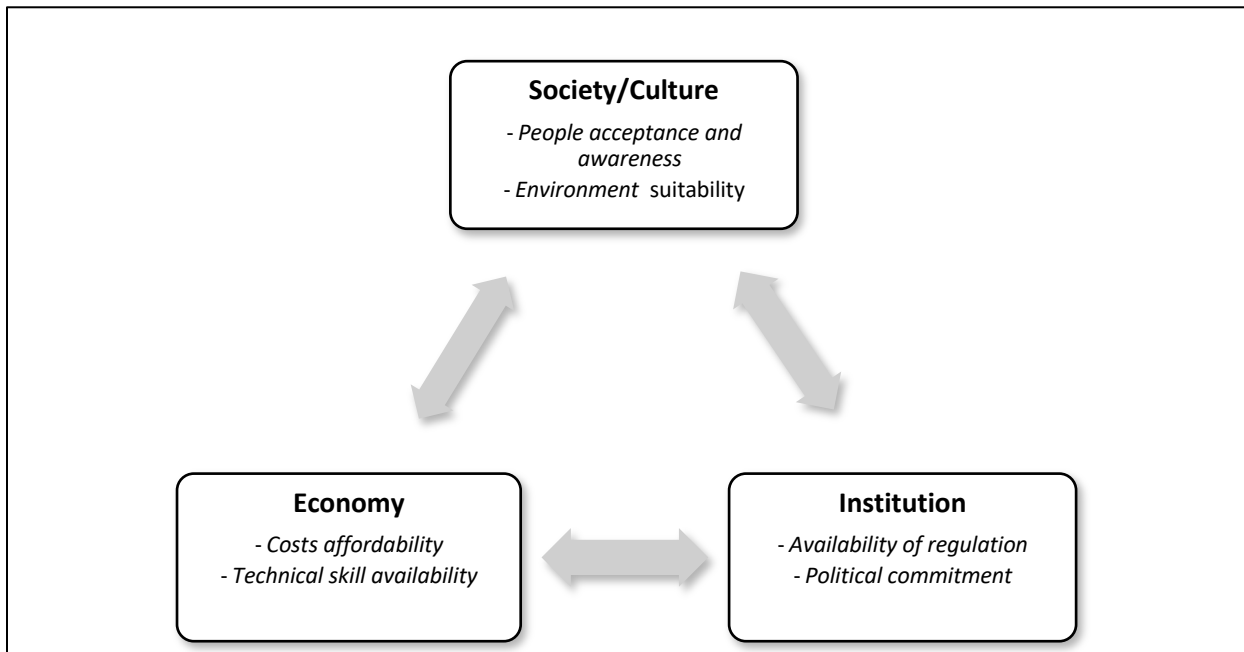 Society/Culture
- People acceptance and
awareness
- Environment suitability
Economy
- Costs affordability
- Technical skill availability
Institution
- Availability of regulation
- Political commitment